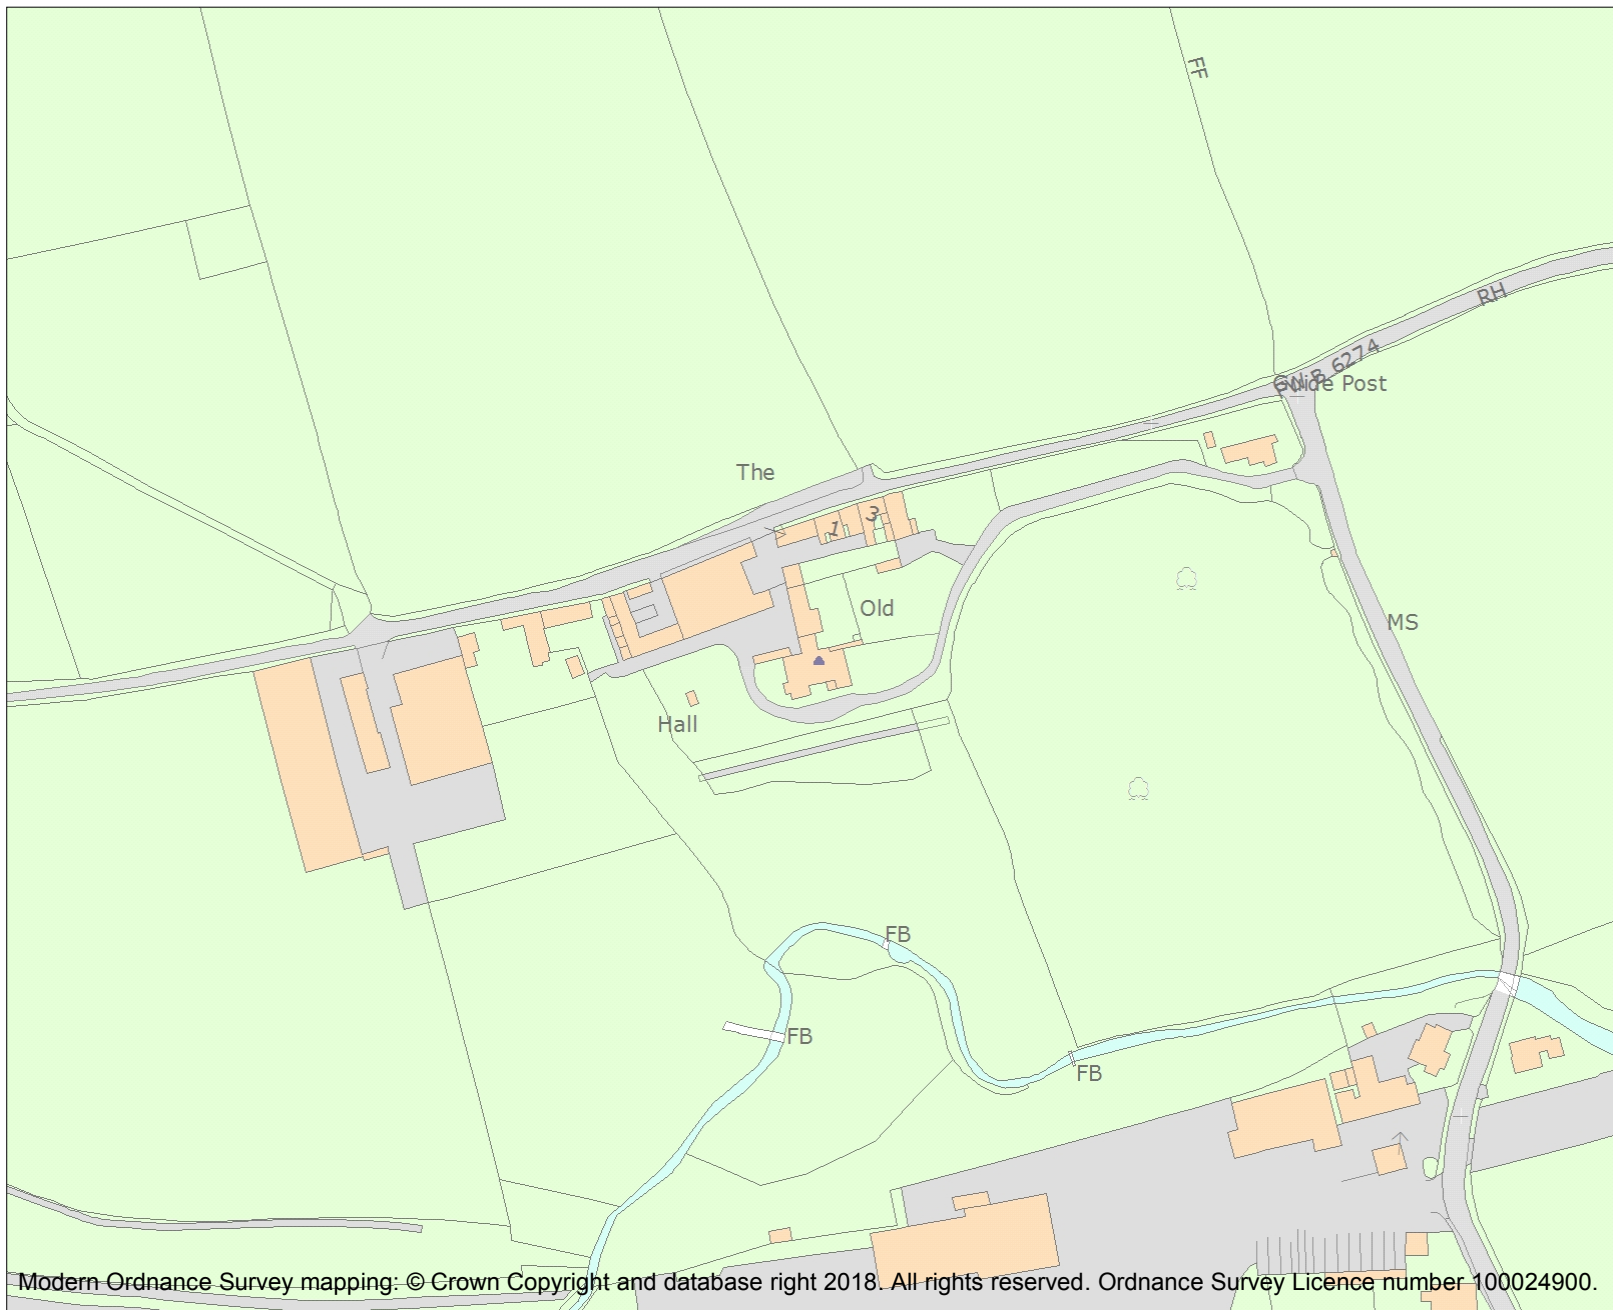 FF
RH
FW B 6274
Guide Post
The
3
1
Old
MS
Hall
FB
FB
FB
Modern Ordnance Survey mapping: © Crown Copyright and database right 2018. All rights reserved. Ordnance Survey Licence number 100024900.